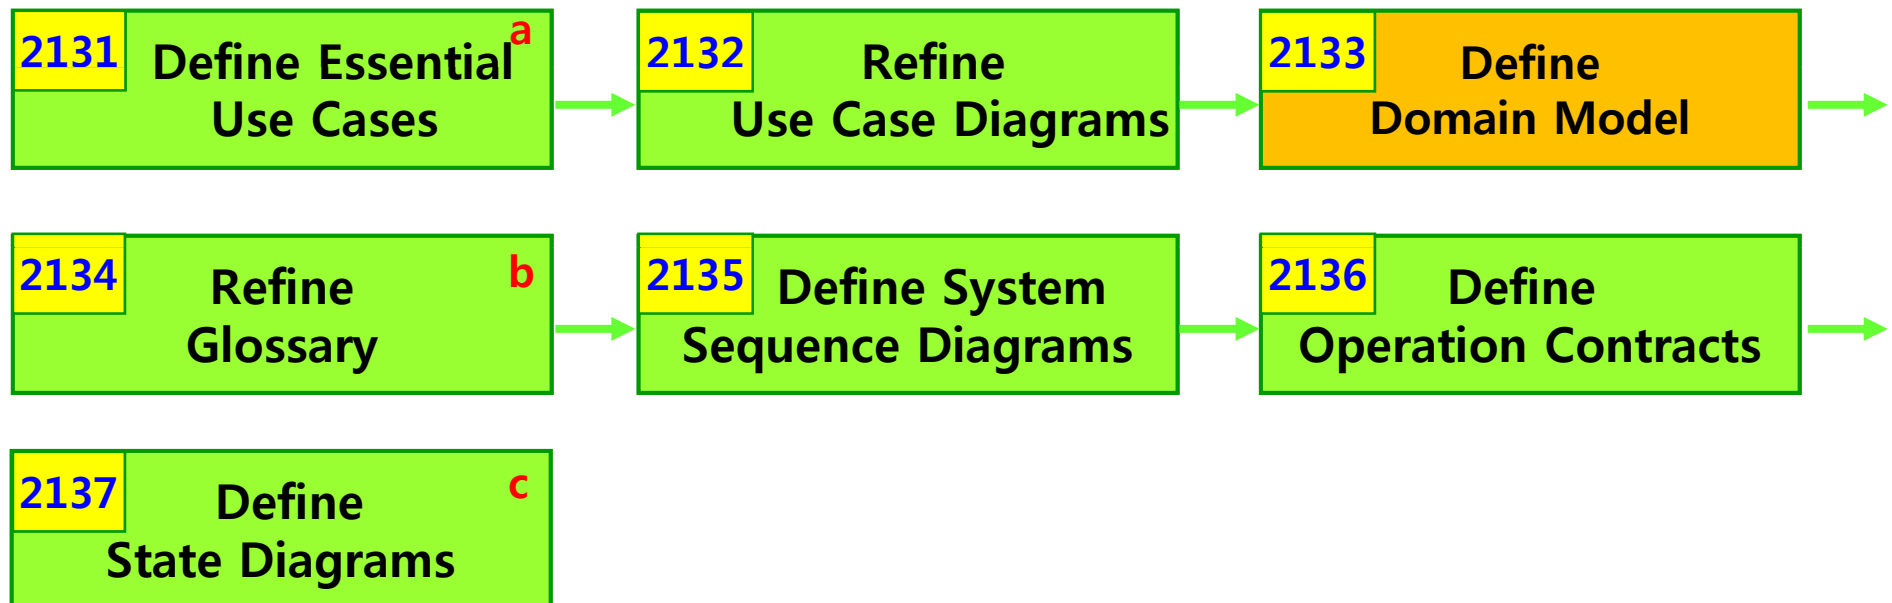 2131
a
Define Essential
Use Cases
2132
Refine
Use Case Diagrams
2133
Define
Domain Model
2134
b
Refine
Glossary
2135
Define System
Sequence Diagrams
2136
Define
Operation Contracts
2137
c
Define
State Diagrams